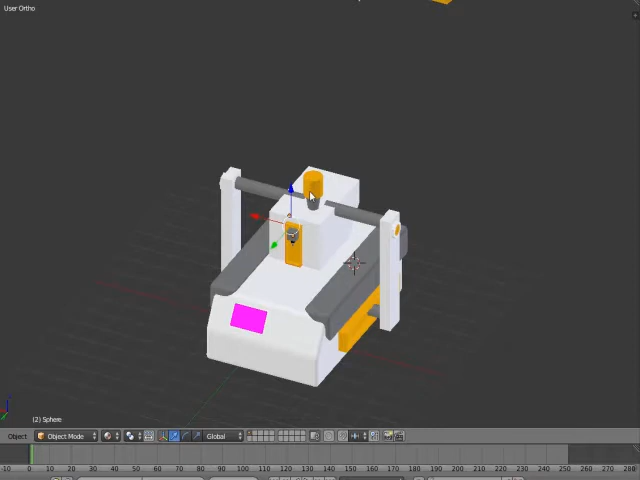 User Ortho
(2) Sphere
Object Object Mode Global
-10 0 10 20 30 40 50 60 70 80 90 100 110 120 130 140 150 160 170 180 190 200 210 220 230 240 250 260 270 280